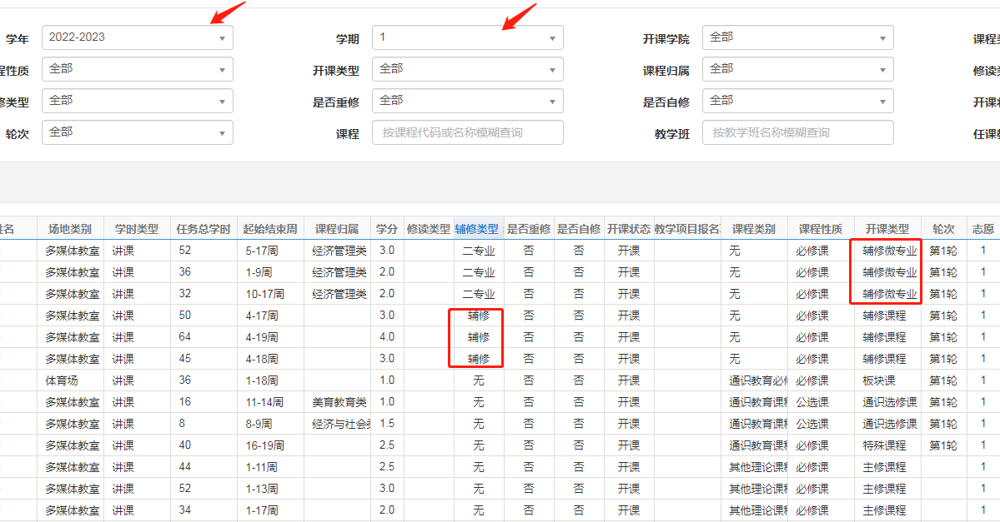 学年 2022-2023 学期 1 开课学院 全部 课程
性质 全部 开课类型 全部 课程归属 全部 修读
类型 全部 是否重修 全部 是否自修 全部 开课
轮次 全部 课程 按课程代码或名称模糊查询 教学班 按教学班名称模糊查询 任课
名 场地类别 学时类型 任务总学时 起始结束周 课程归属 学分 修读类型 辅修类型 是否重修 是否自修 开课状态 教学项目报名 课程类别 课程性质 开课类型 轮次 志愿
多媒体教室 讲课 52 5-17周 经济管理类 3.0 二专业 否 否 开课 无 必修课 辅修微专业 第1轮 1
多媒体教室 讲课 36 1-9周 经济管理类 2.0 二专业 否 否 开课 无 必修课 辅修微专业 第1轮 1
多媒体教室 讲课 32 10-17周 经济管理类 2.0 二专业 否 否 开课 无 必修课 辅修微专业 第1轮 1
多媒体教室 讲课 50 4-17周 3.0 辅修 否 否 开课 无 必修课 辅修课程 第1轮 1
多媒体教室 讲课 64 4-19周 4.0 辅修 否 否 开课 无 必修课 辅修课程 第1轮 1
多媒体教室 讲课 45 4-18周 3.0 辅修 否 否 开课 无 必修课 辅修课程 第1轮 1
体育场 讲课 36 1-18周 1.0 无 否 否 开课 通识教育必 必修课 板块课 第1轮 1
多媒体教室 讲课 16 11-14周 美育教育类 1.0 无 否 否 开课 通识教育课 公选课 通识选修课 第1轮 1
多媒体教室 讲课 8 8-9周 经济与社会 1.5 无 否 否 开课 通识教育课 公选课 通识选修课 第1轮 1
多媒体教室 讲课 40 16-19周 2.5 无 否 否 开课 通识教育课 必修课 特殊课程 第1轮 1
多媒体教室 讲课 44 1-11周 2.5 无 否 否 开课 其他理论课 必修课 主修课程 1
多媒体教室 讲课 52 1-13周 3.0 无 否 否 开课 其他理论课 必修课 主修课程 1
多媒体教室 讲课 34 1-17周 2.0 无 否 否 开课 其他理论课 必修课 主修课程 1